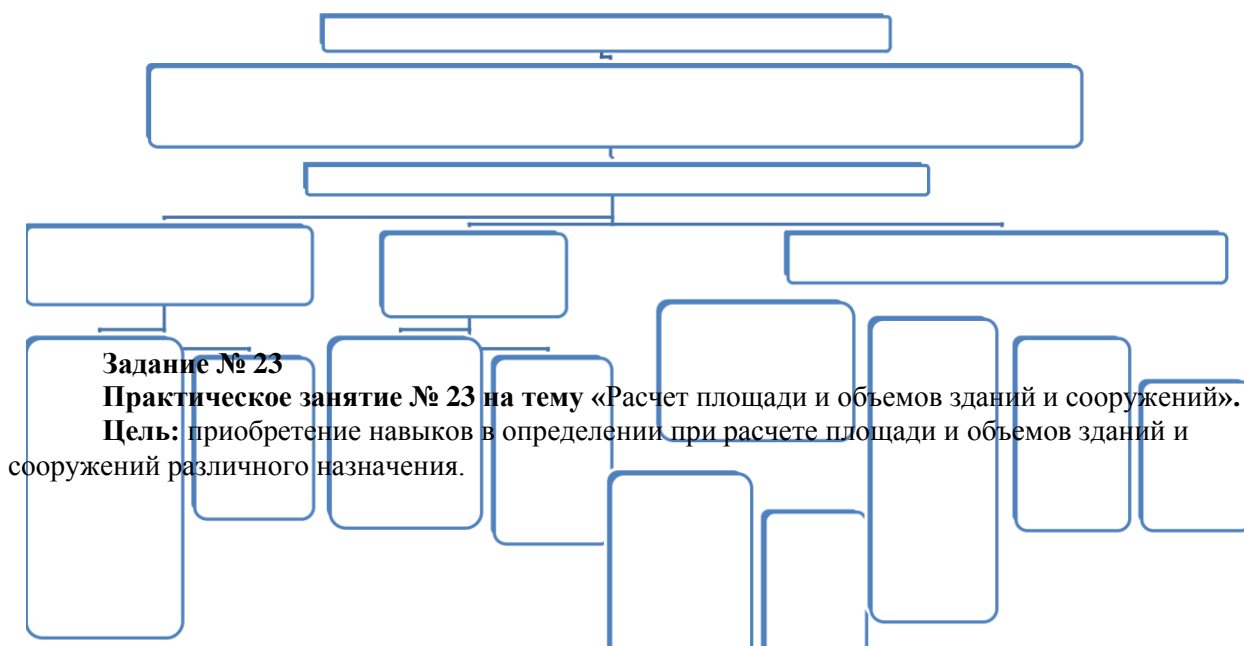 Задание № 23
Практическое занятие № 23 на тему «Расчет площади и объемов зданий и сооружений».
Цель: приобретение навыков в определении при расчете площади и объемов зданий и
сооружений различного назначения.